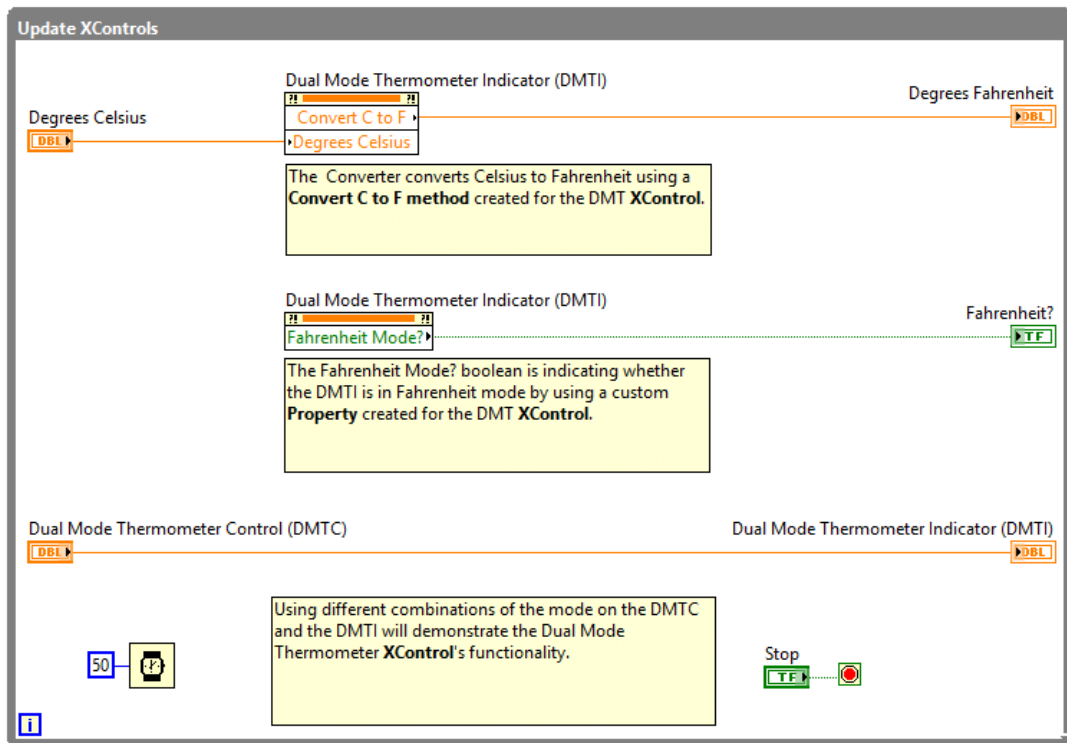 Update XControls
Dual Mode Thermometer Indicator (DMTI)
Degrees Fahrenheit
Degrees Celsius
?! ?!
Convert C to F
DBL
DBL
Degrees Celsius
The  Converter converts Celsius to Fahrenheit using a
Convert C to F method created for the DMT XControl.
Dual Mode Thermometer Indicator (DMTI)
Fahrenheit?
?! ?!
Fahrenheit Mode?
TF
The Fahrenheit Mode? boolean is indicating whether
the DMTI is in Fahrenheit mode by using a custom
Property created for the DMT XControl.
Dual Mode Thermometer Control (DMTC)
Dual Mode Thermometer Indicator (DMTI)
DBL
DBL
Using different combinations of the mode on the DMTC
and the DMTI will demonstrate the Dual Mode
Thermometer XControl's functionality.
50
Stop
TF
i